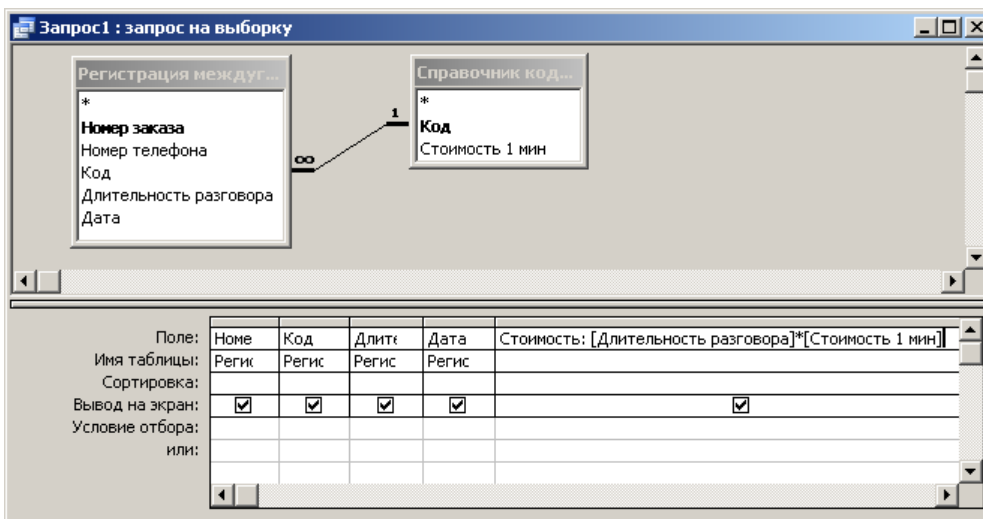 Запрос1 : запрос на выборку
Регистрация междуг...
*
Номер заказа
Номер телефона
Код
Длительность разговора
Дата
∞
1
Справочник код...
*
Код
Стоимость 1 мин
Поле: Номе Код Длите Дата Стоимость: [Длительность разговора]*[Стоимость 1 мин]
Имя таблицы: Регис Регис Регис Регис
Сортировка:
Вывод на экран:
Условие отбора:
или: